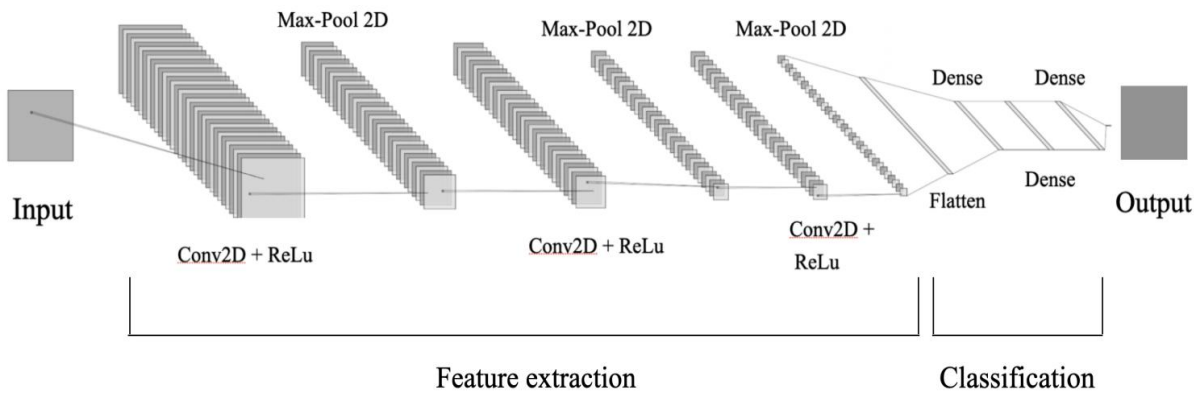 Max-Pool 2D
Max-Pool 2D
Max-Pool 2D
Dense
Dense
Input
Dense
Flatten
Output
Conv2D + ReLu
Conv2D + ReLu
Conv2D +
ReLu
Feature extraction
Classification